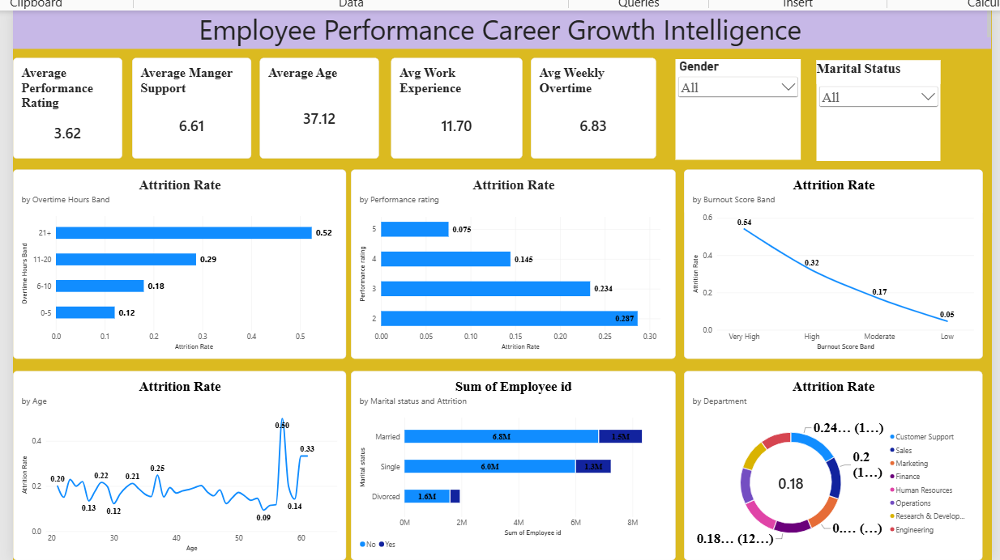 Clipboard
Data
Queries
Insert
Employee Performance Career Growth Intelligence
Average
Performance
Rating
3.62
Average Manger
Support
6.61
Average Age
37.12
Avg Work
Experience
11.70
Avg Weekly
Overtime
6.83
Gender
All
Marital Status
All
Attrition Rate
by Overtime Hours Band
Overtime Hours Band
21+
0.52
11-20
0.29
6-10
0.18
0-5
0.12
0.0 0.1 0.2 0.3 0.4 0.5
Attrition Rate
Attrition Rate
by Performance rating
Performance rating
5
0.075
4
0.145
3
0.234
2
0.287
0.00 0.05 0.10 0.15 0.20 0.25 0.30
Attrition Rate
Attrition Rate
by Burnout Score Band
Attrition Rate
0.6
0.4
0.2
0.0
0.54
0.32
0.17
0.05
Very High High Moderate Low
Burnout Score Band
Attrition Rate
by Age
Attrition Rate
0.4
0.2
0.0
0.20
0.13
0.22
0.12
0.21
0.25
0.09
0.50
0.14
0.33
20 30 40 50 60
Age
Sum of Employee id
by Marital status and Attrition
Marital status
Married
6.8M 1.5M
Single
6.0M 1.3M
Divorced
1.6M
0M 2M 4M 6M 8M
Sum of Employee id
No Yes
Attrition Rate
by Department
0.18
0.24… (1…)
0.2
(1…)
0.… (…)
0.18… (12…)
Customer Support
Sales
Marketing
Finance
Human Resources
Operations
Research & Develop...
Engineering